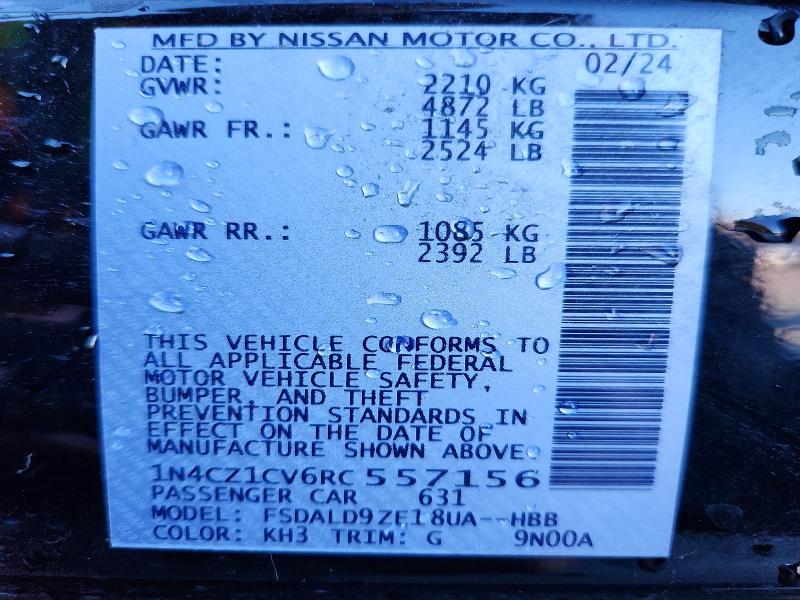 MFD BY NISSAN MOTOR CO., LTD.
DATE: 02/24
GVWR: 2210 KG
4872 LB
GAWR FR.: 1145 KG
2524 LB
GAWR RR.: 1085 KG
2392 LB
THIS VEHICLE CONFORMS TO
ALL APPLICABLE FEDERAL
MOTOR VEHICLE SAFETY,
BUMPER, AND THEFT
PREVENTION STANDARDS IN
EFFECT ON THE DATE OF
MANUFACTURE SHOWN ABOVE.
1N4CZ1CV6RC557156
PASSENGER CAR 631
MODEL: FSDALD9ZE18UA--HBB
COLOR: KH3 TRIM: G 9N00A